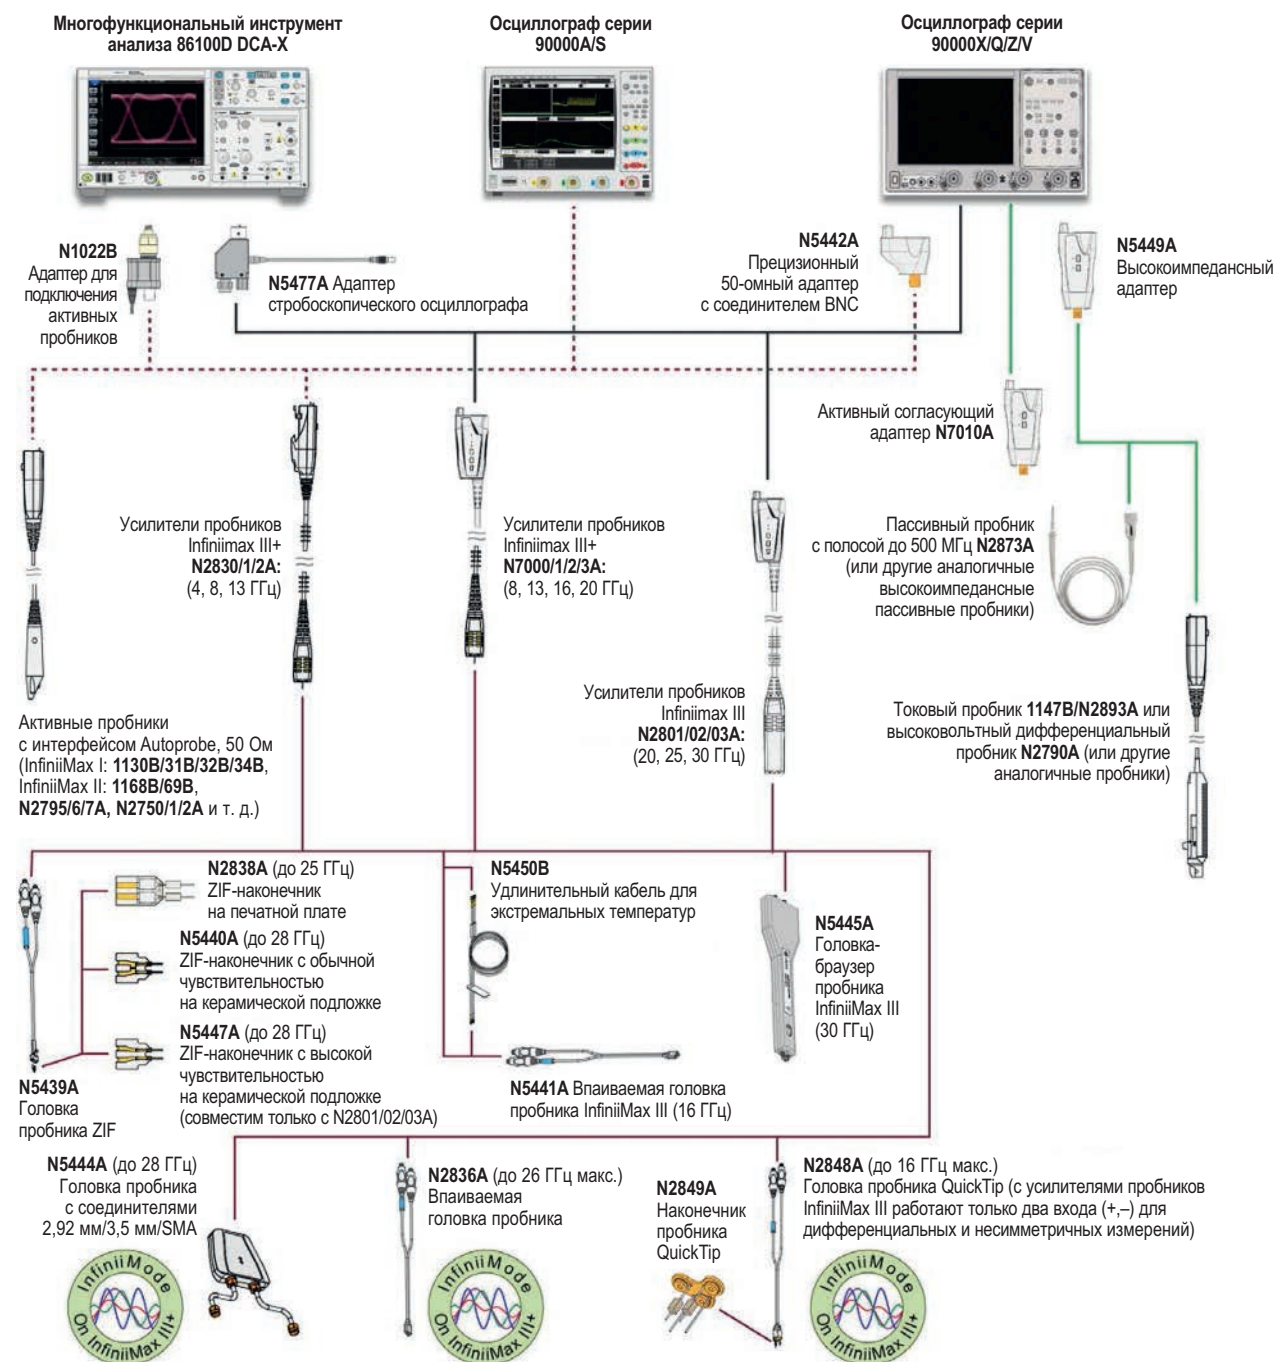 Многофункциональный инструмент
анализа 86100D DCA-X
Осциллограф серии
90000A/S
Осциллограф серии
90000X/Q/Z/V
N1022B
Адаптер для
подключения
активных
пробников
N5477A Адаптер
стробоскопического осциллографа
N5442A
Прецизионный
50-омный адаптер
с соединителем BNC
N5449A
Высокоимпедансный
адаптер
Активный согласующий
адаптер N7010A
Усилители пробников
Infiniimax III+
N2830/1/2A:
(4, 8, 13 ГГц)
Усилители пробников
Infiniimax III+
N7000/1/2/3A:
(8, 13, 16, 20 ГГц)
Пассивный пробник
с полосой до 500 МГц N2873A
(или другие аналогичные
высокоимпедансные
пассивные пробники)
Усилители пробников
Infiniimax III
N2801/02/03A:
(20, 25, 30 ГГц)
Токовый пробник 1147B/N2893A или
высоковольтный дифференциальный
пробник N2790A (или другие
аналогичные пробники)
Активные пробники
с интерфейсом Autoprobe, 50 Ом
(InfiniiMax I: 1130B/31B/32B/34B,
InfiniiMax II: 1168B/69B,
N2795/6/7A, N2750/1/2A и т. д.)
N2838A (до 25 ГГц)
ZIF-наконечник
на печатной плате
N5440A (до 28 ГГц)
ZIF-наконечник с обычной
чувствительностью
на керамической подложке
N5447A (до 28 ГГц)
ZIF-наконечник с высокой
чувствительностью
на керамической подложке
(совместим только с N2801/02/03A)
N5450B
Удлинительный кабель для
экстремальных температур
N5445A
Головка-
браузер
пробника
InfiniiMax III
(30 ГГц)
N5439A
Головка
пробника ZIF
N5441A Впаиваемая головка
пробника InfiniiMax III (16 ГГц)
N5444A (до 28 ГГц)
Головка пробника
с соединителями
2,92 мм/3,5 мм/SMA
N2836A (до 26 ГГц макс.)
Впаиваемая
головка пробника
N2849A
Наконечник
пробника
QuickTip
N2848A (до 16 ГГц макс.)
Головка пробника QuickTip (с усилителями пробников
InfiniiMax III работают только два входа (+,–) для
дифференциальных и несимметричных измерений)
InfiniiMode
On InfiniiMax III+
InfiniiMode
On InfiniiMax III+
InfiniiMode
On InfiniiMax III+